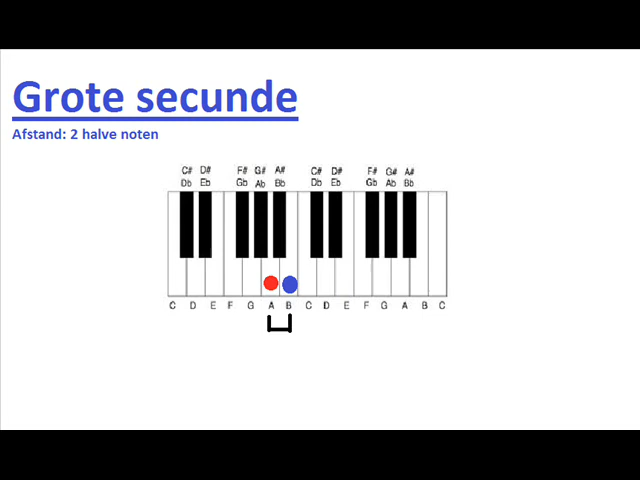 Grote secunde
Afstand: 2 halve noten
C# D# F# G# A# C# D# F# G# A#
Db Eb Gb Ab Bb Db Eb Gb Ab Bb
C D E F G A B C D E F G A B C